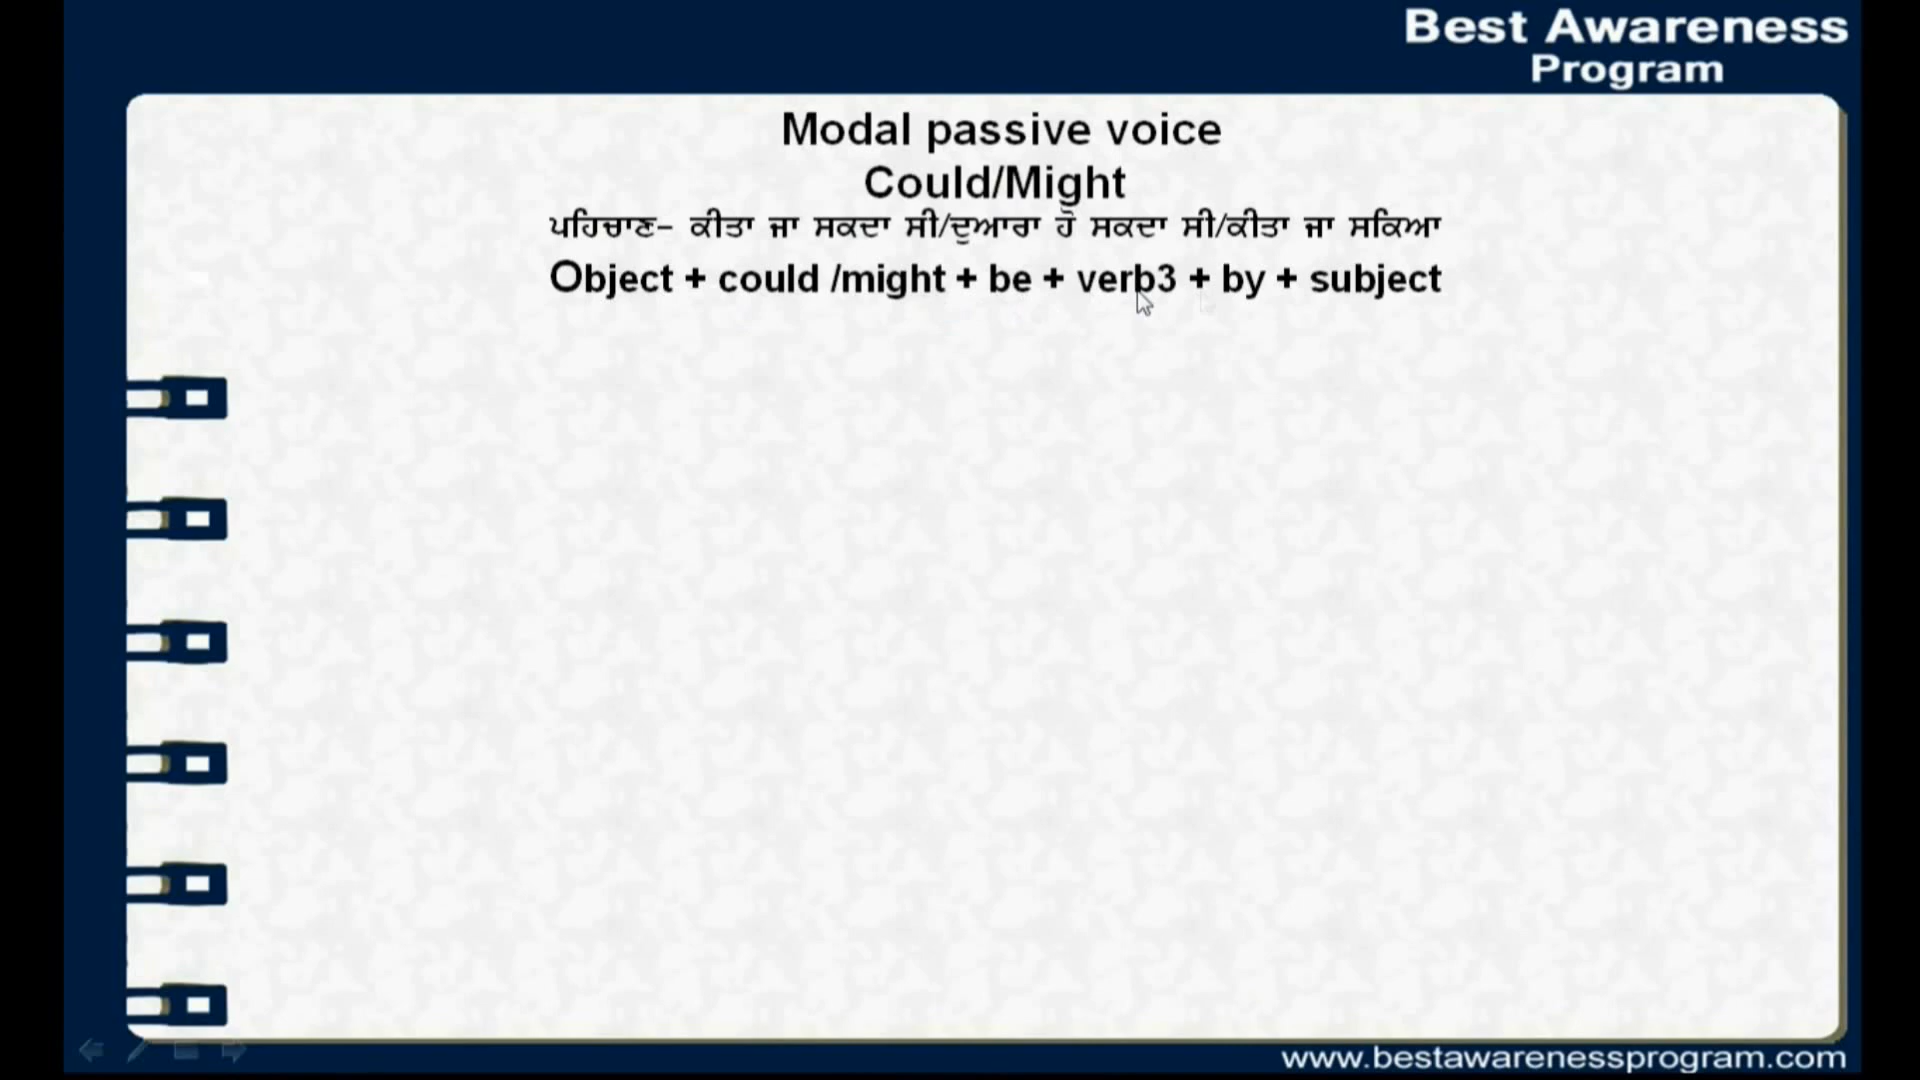 Best Awareness
Program
Modal passive voice
Could/Might
ਪਹਿਚਾਣ- ਕੀਤਾ ਜਾ ਸਕਦਾ ਸੀ/ਦੁਆਰਾ ਹੋ ਸਕਦਾ ਸੀ/ਕੀਤਾ ਜਾ ਸਕਿਆ
Object + could /might + be + verb3 + by + subject
www.bestawarenessprogram.com